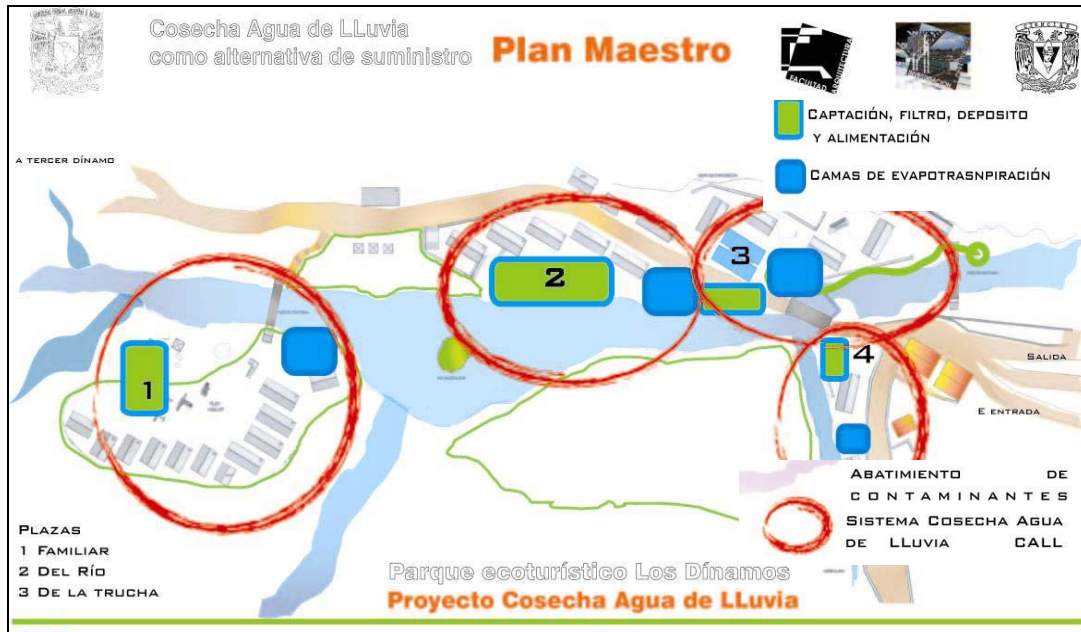 Cosecha Agua de LLuvia
como alternativa de suministro
Plan Maestro
FACULTAD
ARQUITECTURA
CAPTACIÓN, FILTRO, DEPOSITO
Y ALIMENTACIÓN
CAMAS DE EVAPOTRASNPIRACIÓN
A TERCER DÍNAMO
1
2
3
4
SALIDA
E ENTRADA
ABATIMIENTO DE
CONTAMINANTES
SISTEMA COSECHA AGUA
DE LLUVIA CALL
PLAZAS
1 FAMILIAR
2 DEL RÍO
3 DE LA TRUCHA
Parque ecoturístico Los Dínamos
Proyecto Cosecha Agua de LLuvia